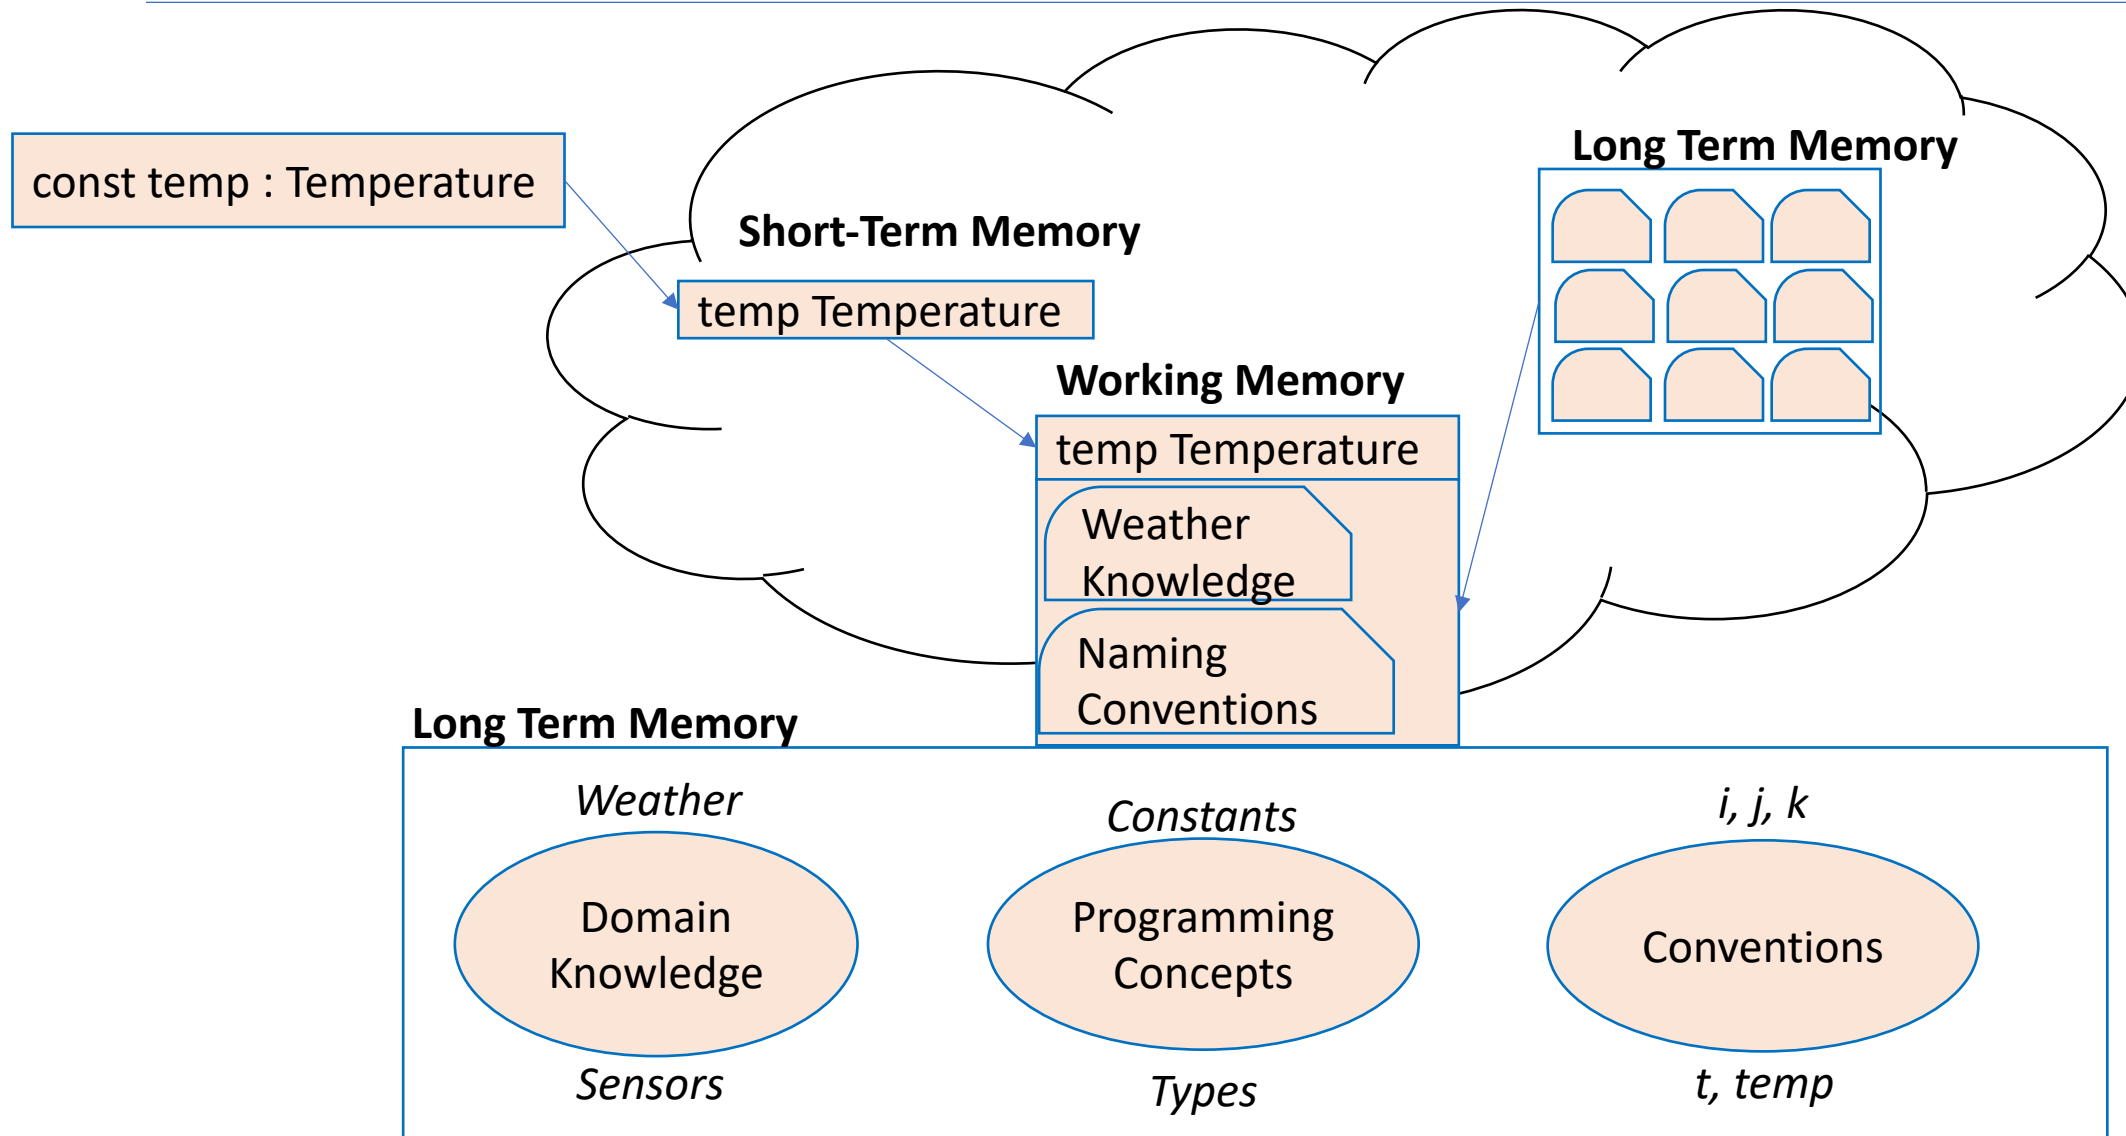 const temp : Temperature
Long Term Memory
Short-Term Memory
temp Temperature
Working Memory
temp Temperature
Weather
Knowledge
Naming
Conventions
Long Term Memory
Weather
Domain
Knowledge
Sensors
Constants
Programming
Concepts
Types
i, j, k
Conventions
t, temp